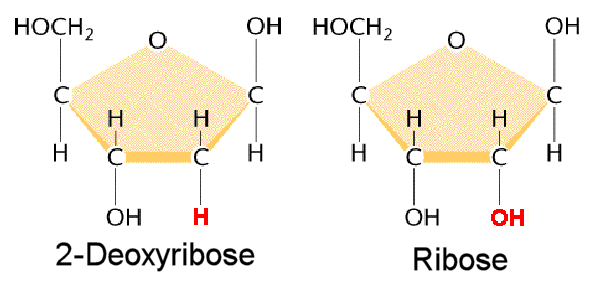 HOCH2 OH HOCH2 OH
O O
C C C C
H H H H
H H H H
C C C C
OH H OH OH
2-Deoxyribose Ribose